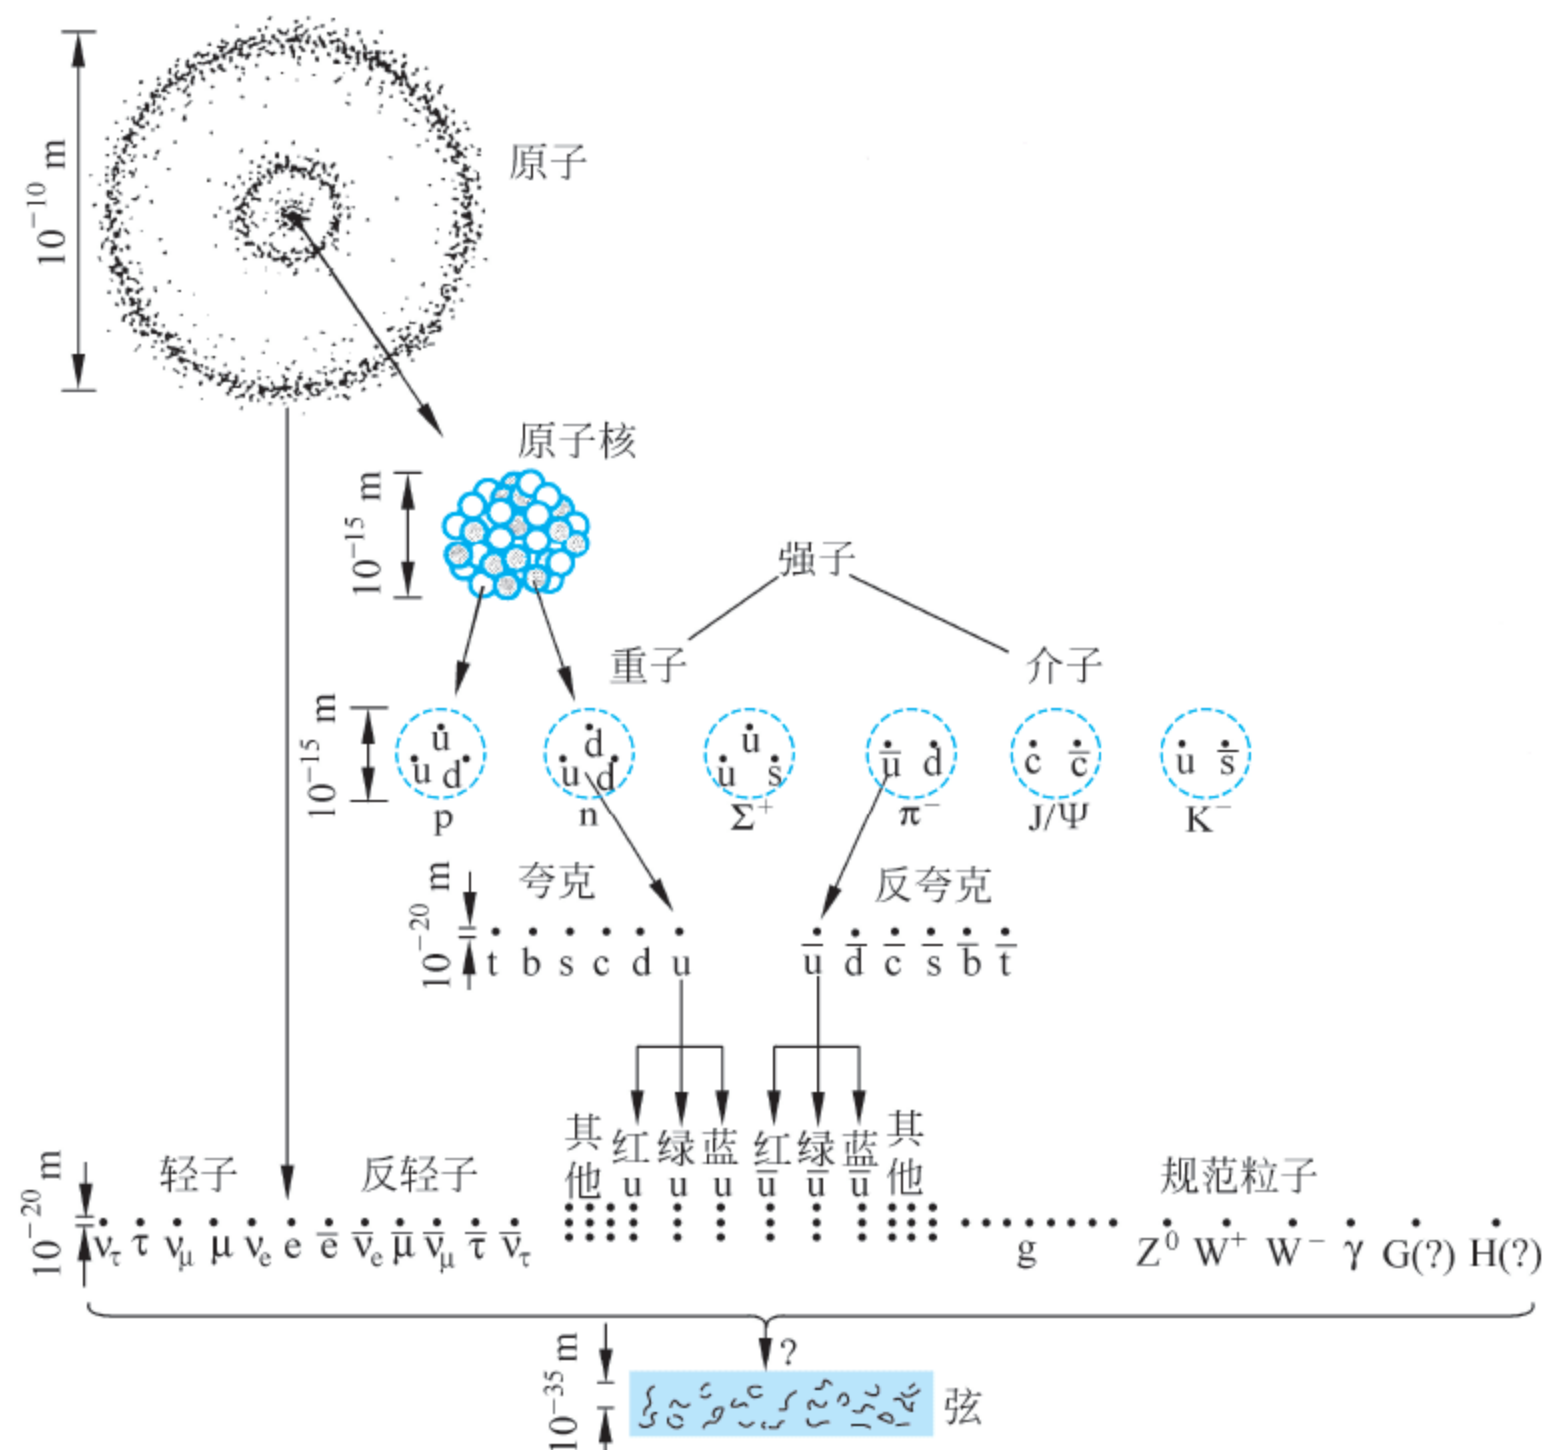 原子
10⁻¹⁰ m
原子核
10⁻¹⁵ m
强子
重子 介子
10⁻¹⁵ m
u u d
d u d
u u s
u̅ d
c c̅
u s̅
p n Σ⁺ π⁻ J/Ψ K⁻
夸克 反夸克
10⁻²⁰ m
t b s c d u u̅ d̅ c̅ s̅ b̅ t̅
其他 红 绿 蓝 红 绿 蓝 其他
u u u u̅ u̅ u̅
轻子 反轻子 规范粒子
10⁻²⁰ m
ντ τ νμ μ νe e e̅ ν̅e μ̅ ν̅μ τ̅ ν̅τ g Z⁰ W⁺ W⁻ γ G(?) H(?)
?
10⁻³⁵ m
弦